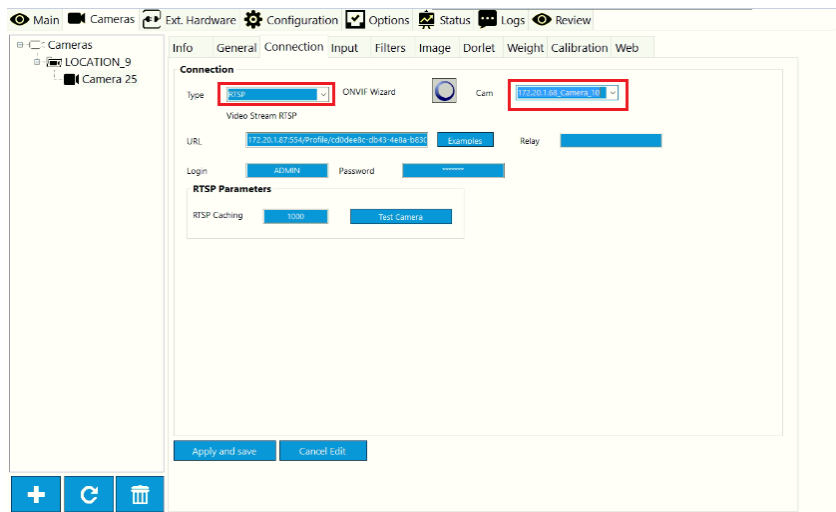 Main Cameras Ext. Hardware Configuration Options Status Logs Review
Cameras
LOCATION_9
Camera 25
Info General Connection Input Filters Image Dorlet Weight Calibration Web
Connection
Type RTSP ONVIF Wizard Cam 172.20.1.68_Camera_10
Video Stream RTSP
URL 172.20.1.87:554/Profile/cd0dee8c-db43-4e8a-b83C Examples Relay
Login ADMIN Password *******
RTSP Parameters
RTSP Caching 1000 Test Camera
Apply and save Cancel Edit